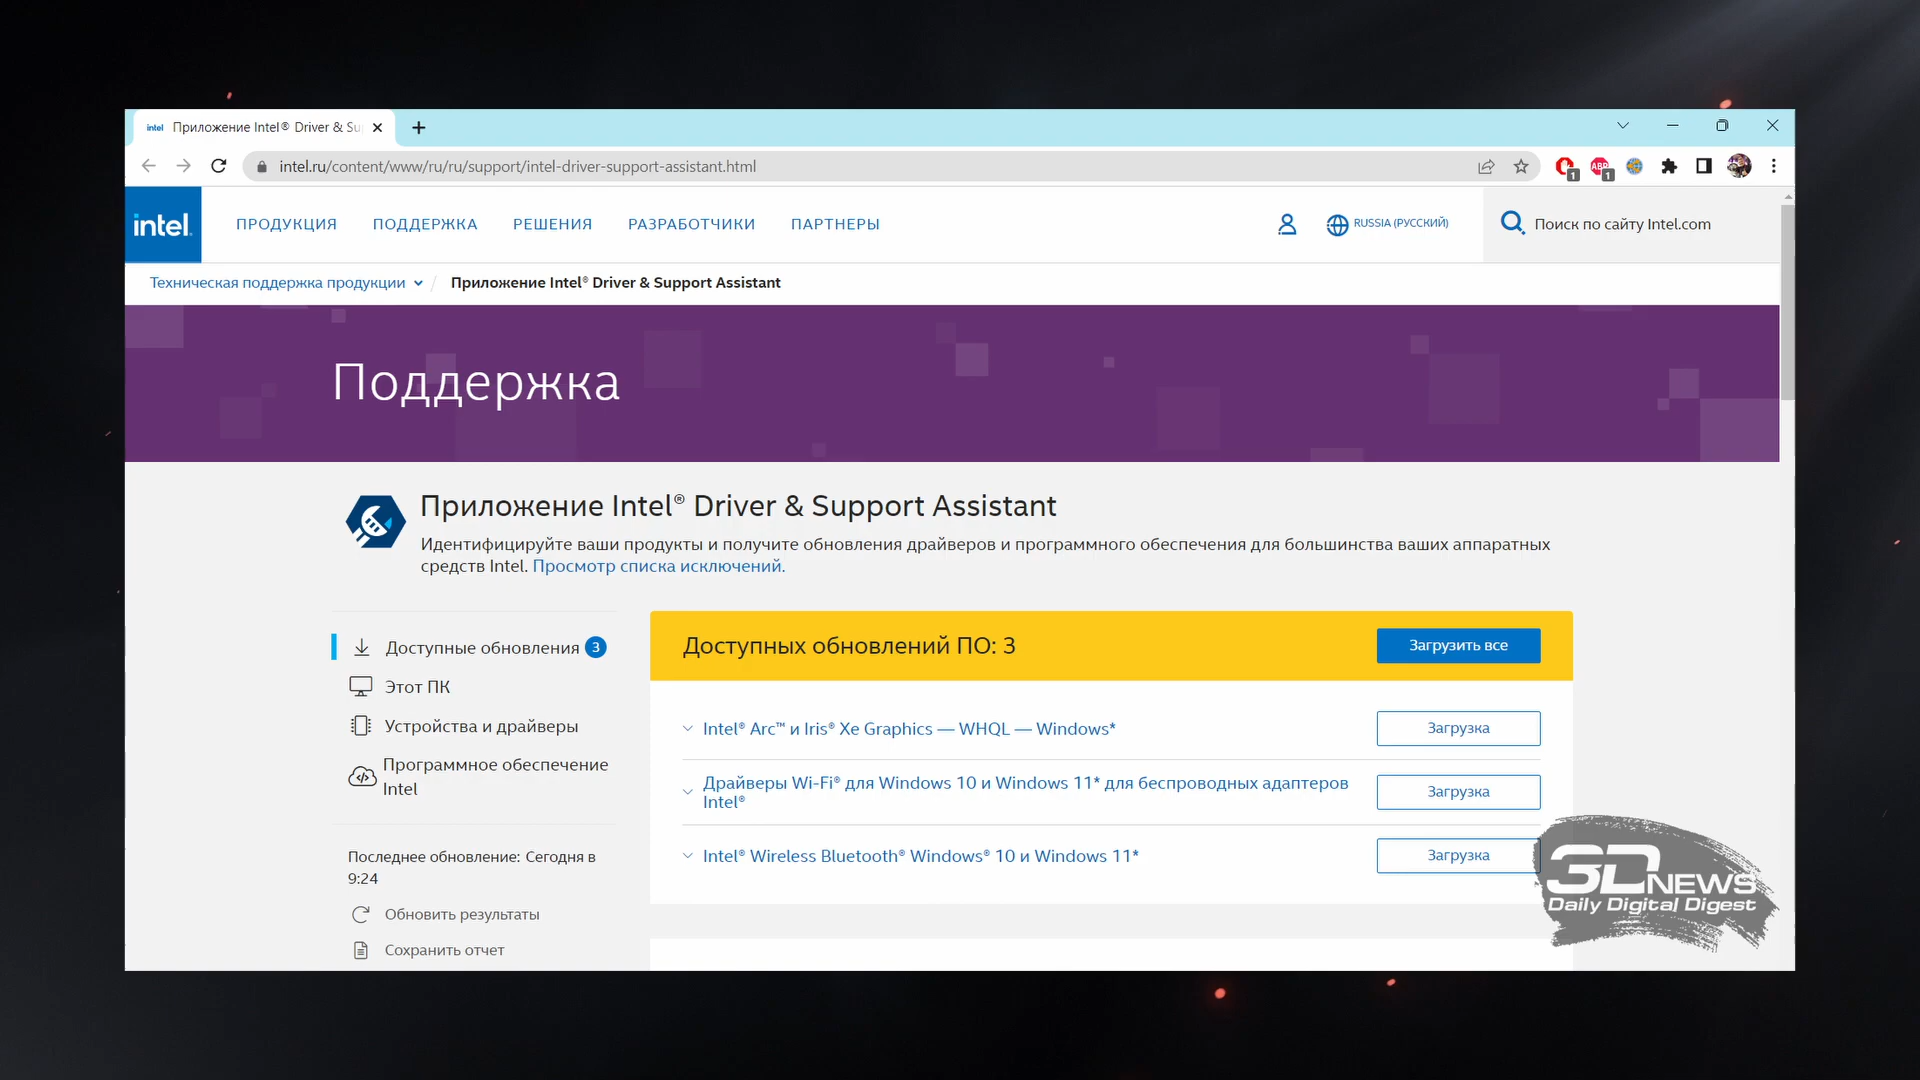 intel Приложение Intel® Driver & Su
intel.ru/content/www/ru/ru/support/intel-driver-support-assistant.html
1
ABP
1
intel.
ПРОДУКЦИЯ
ПОДДЕРЖКА
РЕШЕНИЯ
РАЗРАБОТЧИКИ
ПАРТНЕРЫ
RUSSIA (РУССКИЙ)
Поиск по сайту Intel.com
Техническая поддержка продукции / Приложение Intel® Driver & Support Assistant
Поддержка
Приложение Intel® Driver & Support Assistant
Идентифицируйте ваши продукты и получите обновления драйверов и программного обеспечения для большинства ваших аппаратных
средств Intel. Просмотр списка исключений.
Доступные обновления 3
Этот ПК
Устройства и драйверы
Программное обеспечение
Intel
Последнее обновление: Сегодня в
9:24
Обновить результаты
Сохранить отчет
Доступных обновлений ПО: 3
Загрузить все
Intel® Arc™ и Iris® Xe Graphics — WHQL — Windows*
Загрузка
Драйверы Wi-Fi® для Windows 10 и Windows 11* для беспроводных адаптеров
Intel®
Загрузка
Intel® Wireless Bluetooth® Windows® 10 и Windows 11*
Загрузка
3DNEWS
Daily Digital Digest